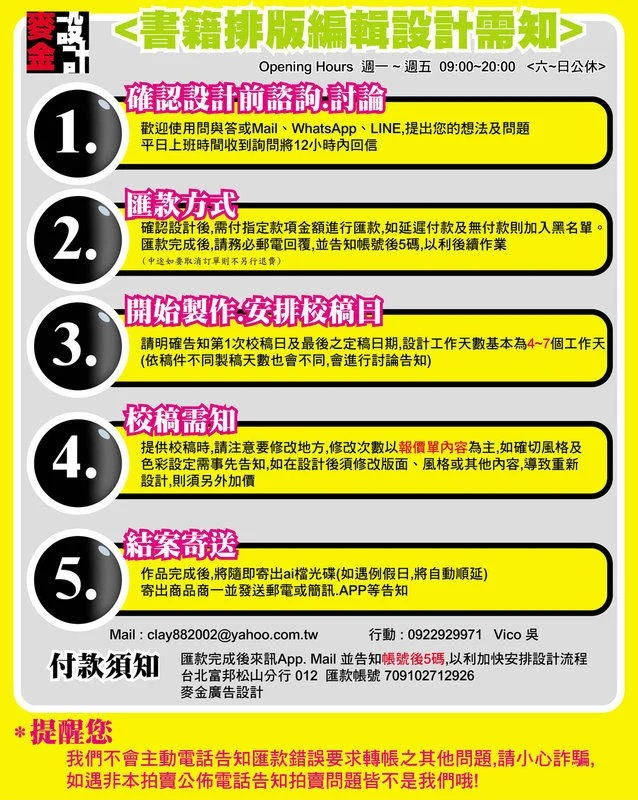 麥金設計
<書籍排版編輯設計需知>
Opening Hours 週一 ~ 週五 09:00~20:00 <六~日公休>
1.
確認設計前諮詢.討論
歡迎使用問與答或Mail、WhatsApp、LINE,提出您的想法及問題
平日上班時間收到詢問將12小時內回信
2.
匯款方式
確認設計後,需付指定款項金額進行匯款,如延遲付款及無付款則加入黑名單。
匯款完成後,請務必郵電回覆,並告知帳號後5碼,以利後續作業
(中途如要取消訂單則不另行退費)
3.
開始製作.安排校稿日
請明確告知第1次校稿日及最後之定稿日期,設計工作天數基本為4~7個工作天
(依稿件不同製稿天數也會不同,會進行討論告知)
4.
校稿需知
提供校稿時,請注意要修改地方,修改次數以報價單內容為主,如確切風格及
色彩設定需事先告知,如在設計後須修改版面、風格或其他內容,導致重新
設計,則須另外加價
5.
結案寄送
作品完成後,將隨即寄出ai檔光碟(如遇例假日,將自動順延)
寄出商品商一並發送郵電或簡訊.APP等告知
Mail : clay882002@yahoo.com.tw 行動 : 0922929971 Vico 吳
付款須知
匯款完成後來訊App. Mail 並告知帳號後5碼,以利加快安排設計流程
台北富邦松山分行 012 匯款帳號 709102712926
麥金廣告設計
*提醒您
我們不會主動電話告知匯款錯誤要求轉帳之其他問題,請小心詐騙,
如遇非本拍賣公佈電話告知拍賣問題皆不是我們哦!